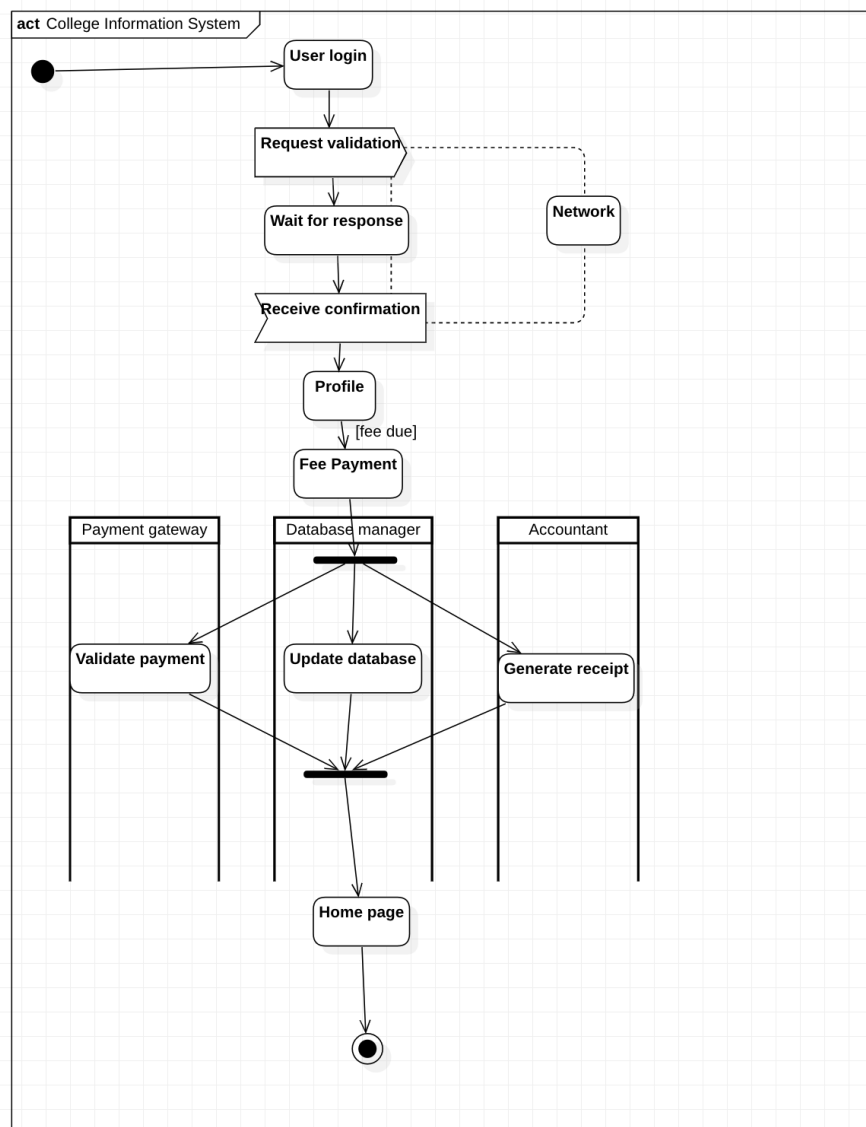 act College Information System
User login
Request validation
Wait for response
Network
Receive confirmation
Profile
[fee due]
Fee Payment
Payment gateway
Database manager
Accountant
Validate payment
Update database
Generate receipt
Home page